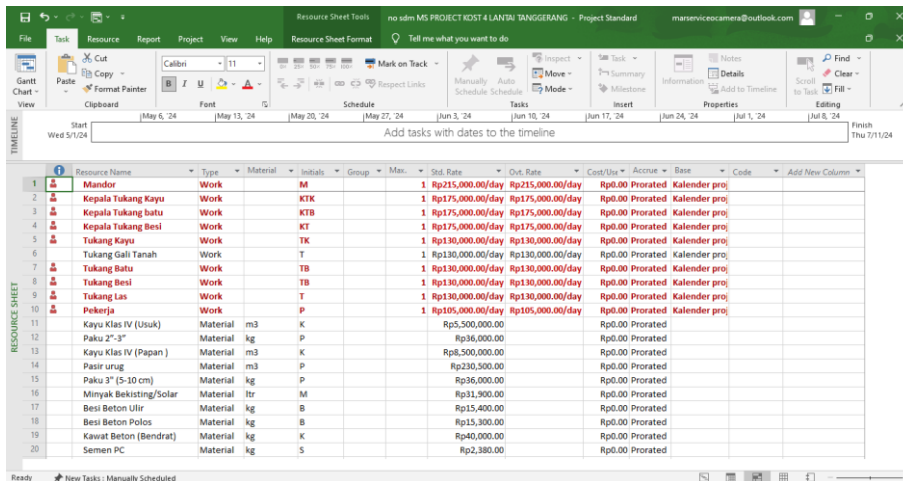 Resource Sheet Tools no sdm MS PROJECT KOST 4 LANTAI TANGGERANG - Project Standard marserviceocamera@outlook.com
File Task Resource Report Project View Help Resource Sheet Format Tell me what you want to do
Cut Calibri 11 Mark on Track Inspect Task Notes Find
Gantt Chart Paste Copy Respect Links Manually Schedule Auto Schedule Move Summary Information Details Scroll to Task Clear
Format Painter B I U A Mode Milestone Add to Timeline Fill
View Clipboard Font Schedule Tasks Insert Properties Editing
TIMELINE
May 6, '24 May 13, '24 May 20, '24 May 27, '24 Jun 3, '24 Jun 10, '24 Jun 17, '24 Jun 24, '24 Jul 1, '24 Jul 8, '24
Start Wed 5/1/24 Add tasks with dates to the timeline Finish Thu 7/11/24
RESOURCE SHEET
Resource Name Type Material Initials Group Max. Std. Rate Ovt. Rate Cost/Use Accrue Base Code Add New Column
1 Mandor Work M 1 Rp215,000.00/day Rp215,000.00/day Rp0.00 Prorated Kalender proj
2 Kepala Tukang Kayu Work KTK 1 Rp175,000.00/day Rp175,000.00/day Rp0.00 Prorated Kalender proj
3 Kepala Tukang batu Work KTB 1 Rp175,000.00/day Rp175,000.00/day Rp0.00 Prorated Kalender proj
4 Kepala Tukang Besi Work KT 1 Rp175,000.00/day Rp175,000.00/day Rp0.00 Prorated Kalender proj
5 Tukang Kayu Work TK 1 Rp130,000.00/day Rp130,000.00/day Rp0.00 Prorated Kalender proj
6 Tukang Gali Tanah Work T 1 Rp130,000.00/day Rp130,000.00/day Rp0.00 Prorated Kalender proj
7 Tukang Batu Work TB 1 Rp130,000.00/day Rp130,000.00/day Rp0.00 Prorated Kalender proj
8 Tukang Besi Work TB 1 Rp130,000.00/day Rp130,000.00/day Rp0.00 Prorated Kalender proj
9 Tukang Las Work T 1 Rp130,000.00/day Rp130,000.00/day Rp0.00 Prorated Kalender proj
10 Pekerja Work P 1 Rp105,000.00/day Rp105,000.00/day Rp0.00 Prorated Kalender proj
11 Kayu Klas IV (Usuk) Material m3 K Rp5,500,000.00 Rp0.00 Prorated
12 Paku 2"-3" Material kg P Rp36,000.00 Rp0.00 Prorated
13 Kayu Klas IV (Papan ) Material m3 K Rp8,500,000.00 Rp0.00 Prorated
14 Pasir urug Material m3 P Rp230,500.00 Rp0.00 Prorated
15 Paku 3" (5-10 cm) Material kg P Rp36,000.00 Rp0.00 Prorated
16 Minyak Bekisting/Solar Material ltr M Rp31,900.00 Rp0.00 Prorated
17 Besi Beton Ulir Material kg B Rp15,400.00 Rp0.00 Prorated
18 Besi Beton Polos Material kg B Rp15,300.00 Rp0.00 Prorated
19 Kawat Beton (Bendrat) Material kg K Rp40,000.00 Rp0.00 Prorated
20 Semen PC Material kg S Rp2,380.00 Rp0.00 Prorated
Ready New Tasks : Manually Scheduled